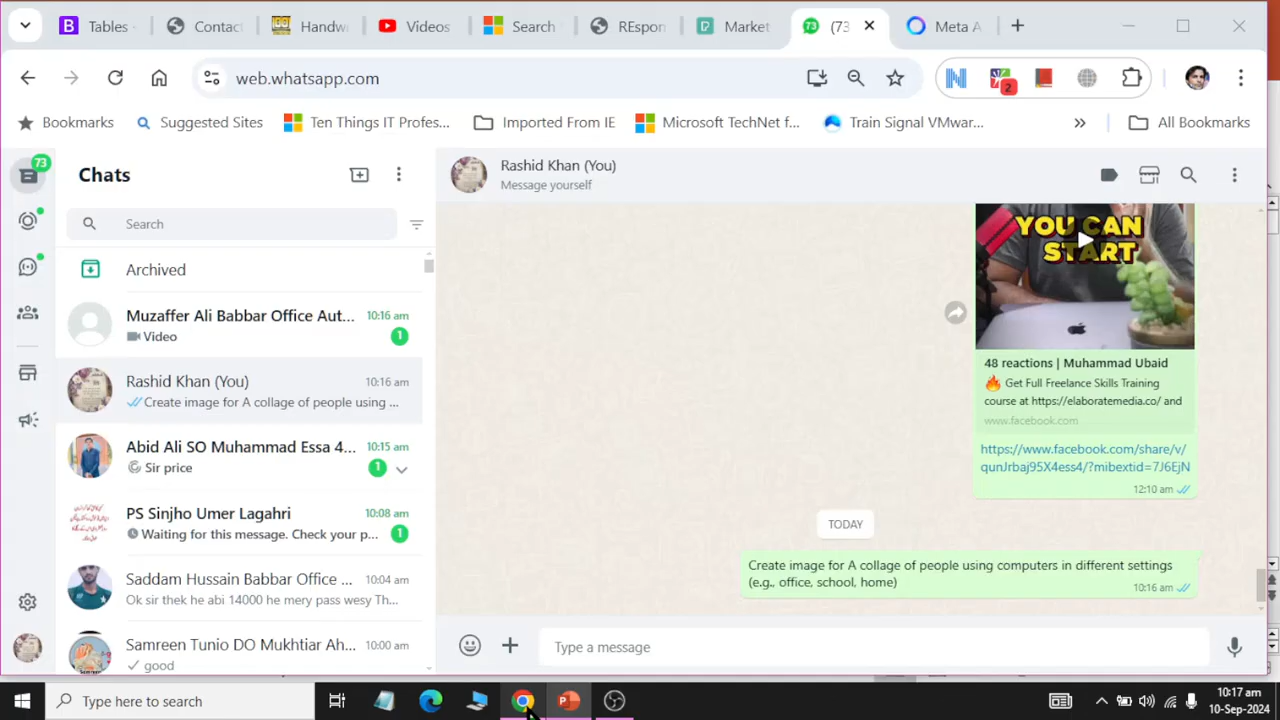 Tables
Contac
Handw
Videos
Search
REspon
Market
73
(73
Meta A
web.whatsapp.com
2
Bookmarks
Suggested Sites
Ten Things IT Profes...
Imported From IE
Microsoft TechNet f...
Train Signal VMwar...
All Bookmarks
73
Chats
Search
Archived
Muzaffer Ali Babbar Office Aut...
10:16 am
Video
1
Rashid Khan (You)
10:16 am
Create image for A collage of people using ...
Abid Ali SO Muhammad Essa 4...
10:15 am
Sir price
1
PS Sinjho Umer Lagahri
10:08 am
Waiting for this message. Check your p...
1
Saddam Hussain Babbar Office ...
10:04 am
Ok sir thek he abi 14000 he mery pass wesy Th...
Samreen Tunio DO Mukhtiar Ah...
10:00 am
good
Rashid Khan (You)
Message yourself
YOU CAN
START
48 reactions | Muhammad Ubaid
🔥 Get Full Freelance Skills Training
course at https://elaboratemedia.co/ and
www.facebook.com
https://www.facebook.com/share/v/
qunJrbaj95X4ess4/?mibextid=7J6EjN
12:10 am
TODAY
Create image for A collage of people using computers in different settings
(e.g., office, school, home)
10:16 am
Type a message
Type here to search
10:17 am
10-Sep-2024